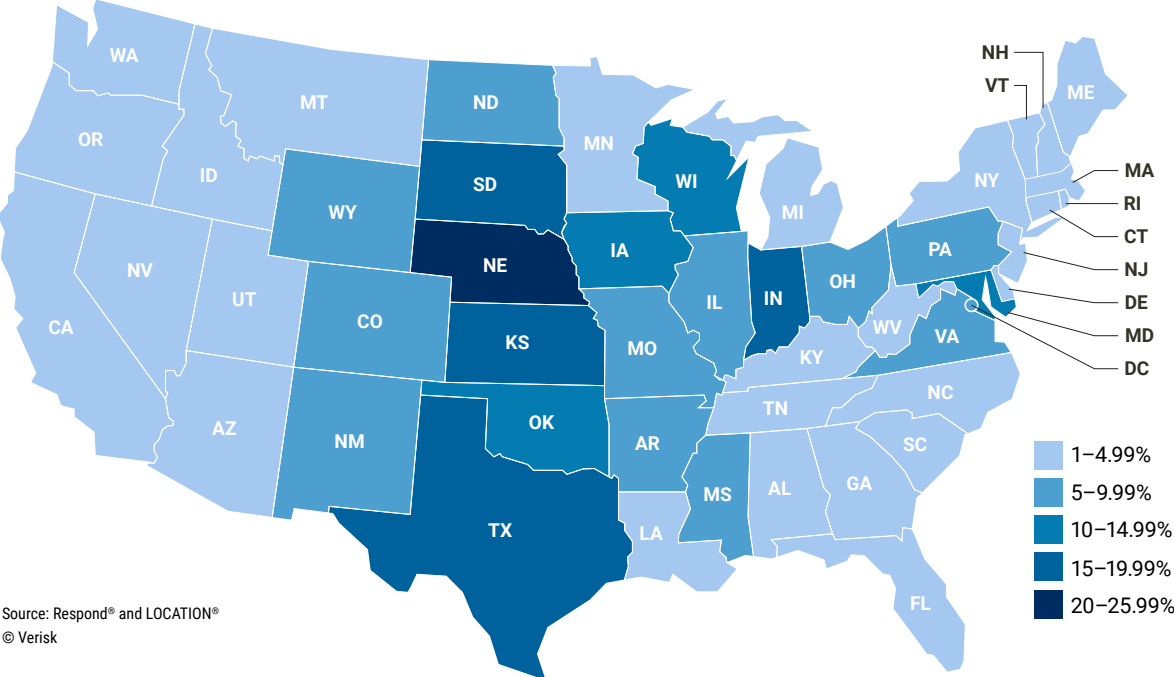 NH
WA
VT
ME
MT
ND
OR
MN
MA
ID
SD
WI
NY
RI
WY
MI
CT
PA
IA
NE
NJ
NV
OH
UT
IL
IN
DE
CA
CO
WV
MD
KS
MO
VA
KY
DC
NC
TN
AZ
OK
NM
AR
SC
1–4.99%
GA
MS
AL
5–9.99%
TX
LA
10–14.99%
15–19.99%
FL
20–25.99%
Source: Respond® and LOCATION®
© Verisk